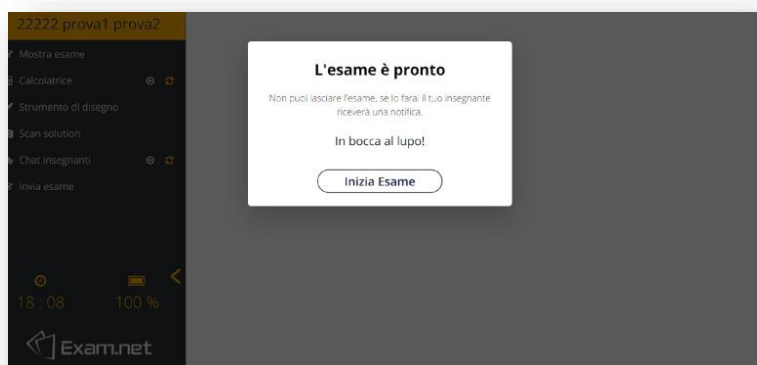 22222 prova1 prova2
Mostra esame
Calcolatrice
Strumento di disegno
Scan solution
Chat insegnanti
Invia esame
18:08 100 %
Exam.net
L'esame è pronto
Non puoi lasciare l'esame, se lo farai il tuo insegnante
riceverà una notifica.
In bocca al lupo!
Inizia Esame